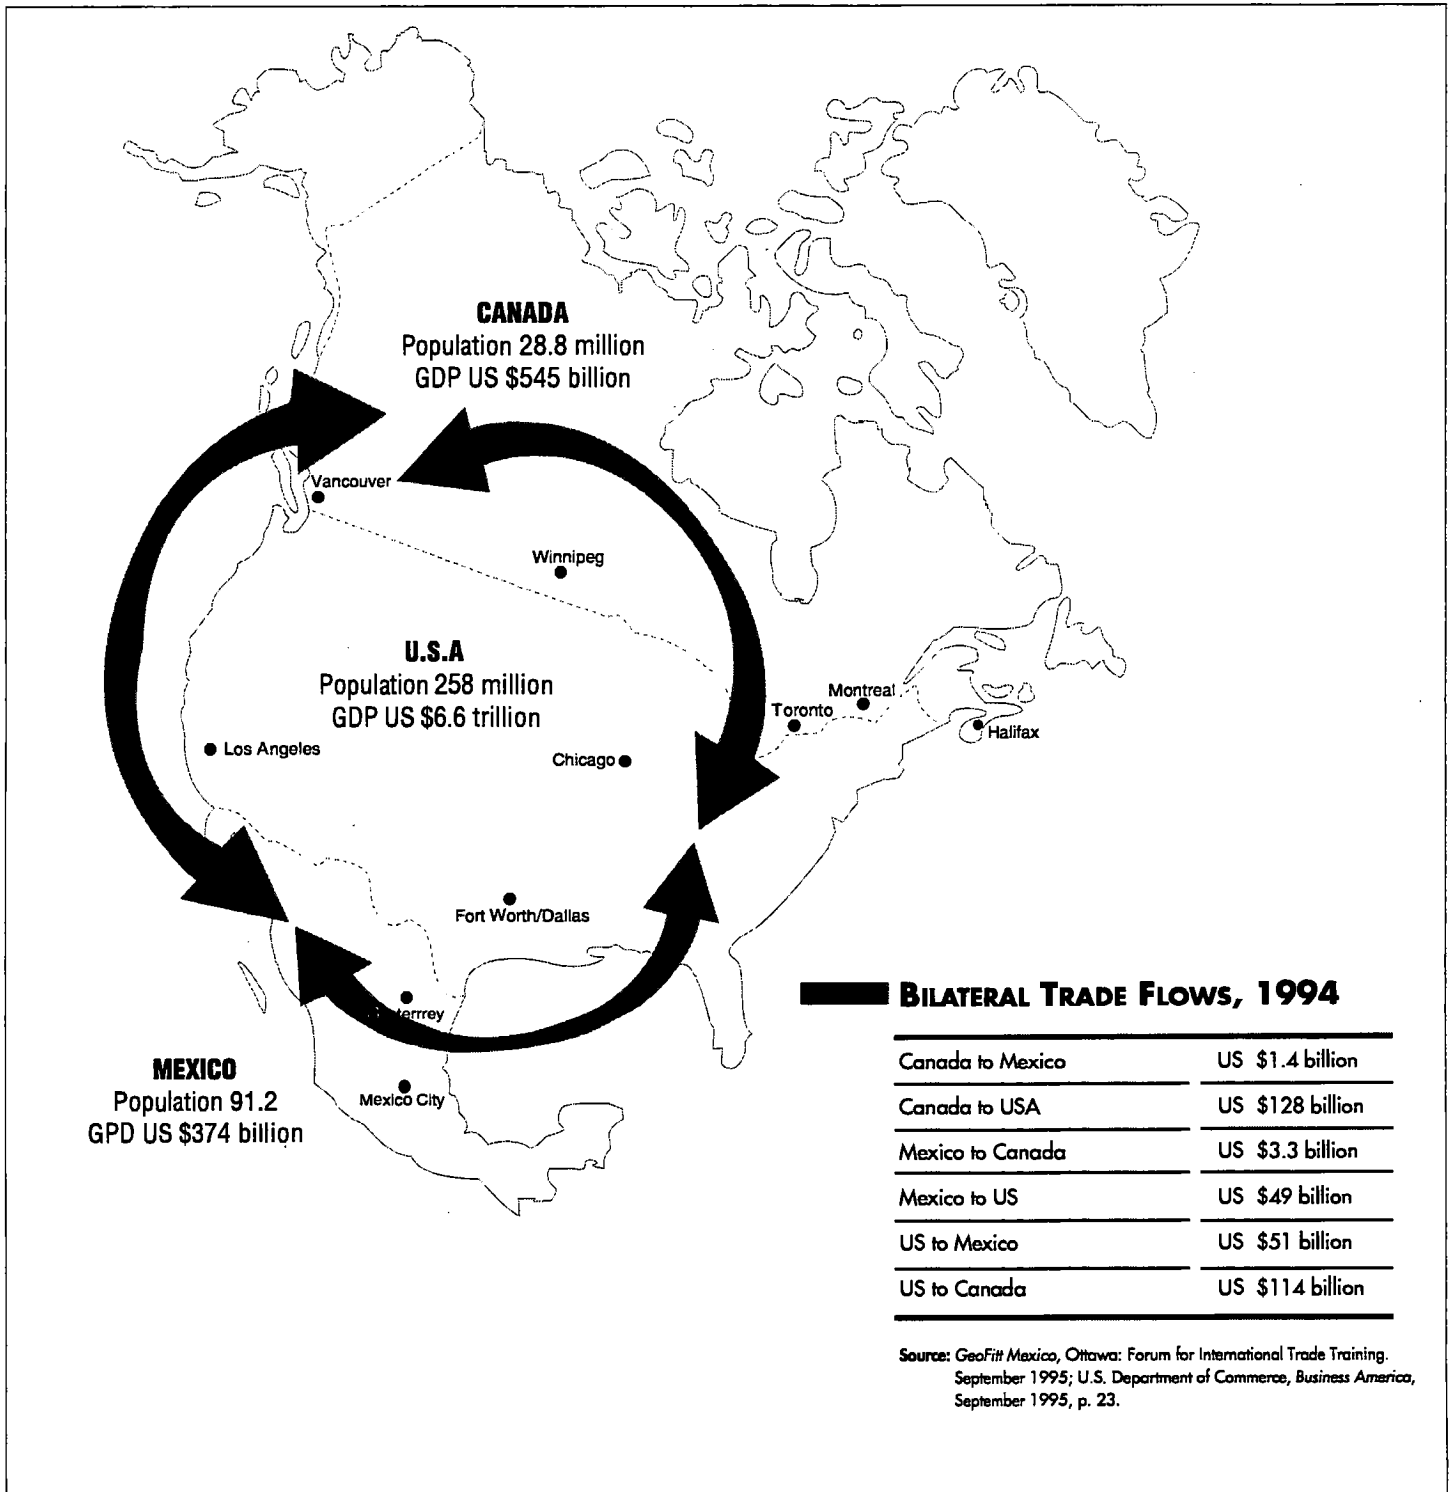 CANADA
Population 28.8 million
GDP US $545 billion
Vancouver
Winnipeg
U.S.A
Population 258 million
GDP US $6.6 trillion
Montreal
Toronto
Halifax
Los Angeles
Chicago
Fort Worth/Dallas
terrrey
MEXICO
Population 91.2
GPD US $374 billion
Mexico City
BILATERAL TRADE FLOWS, 1994
Canada to Mexico US $1.4 billion
Canada to USA US $128 billion
Mexico to Canada US $3.3 billion
Mexico to US US $49 billion
US to Mexico US $51 billion
US to Canada US $114 billion
Source: GeoFitt Mexico, Ottawa: Forum for International Trade Training.
September 1995; U.S. Department of Commerce, Business America,
September 1995, p. 23.